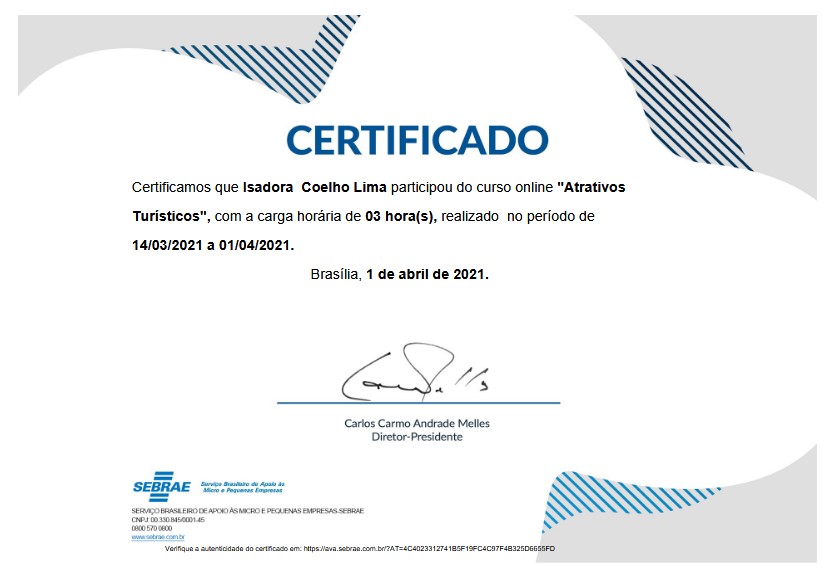 CERTIFICADO
Certificamos que Isadora Coelho Lima participou do curso online "Atrativos
Turísticos", com a carga horária de 03 hora(s), realizado no período de
14/03/2021 a 01/04/2021.
Brasília, 1 de abril de 2021.
Carlos Carmo Andrade Melles
Diretor-Presidente
SEBRAE
Serviço Brasileiro de Apoio às
Micro e Pequenas Empresas
SERVIÇO BRASILEIRO DE APOIO ÀS MICRO E PEQUENAS EMPRESAS SEBRAE
CNPJ: 00.330.845/0001-45
0800 570 0800
www.sebrae.com.br
Verifique a autenticidade do certificado em: https://ava.sebrae.com.br/?AT=4C4023312741B5F19FC4C97F4B325D6655FD